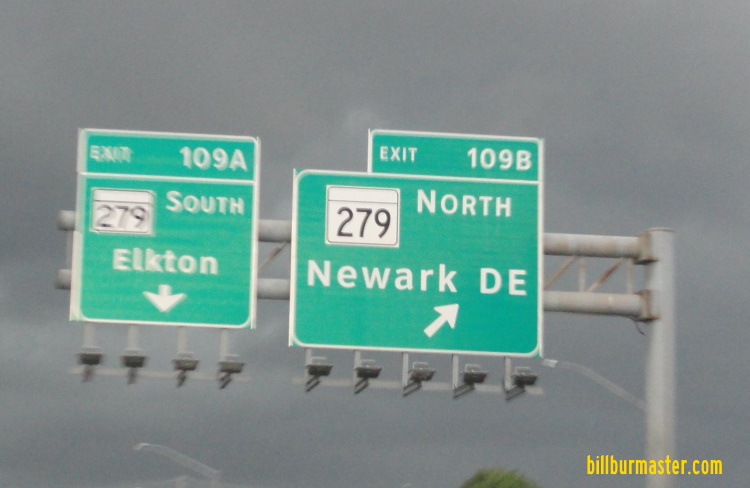 EXIT 109A
279 SOUTH
Elkton
EXIT 109B
279 NORTH
Newark DE
billburmaster.com